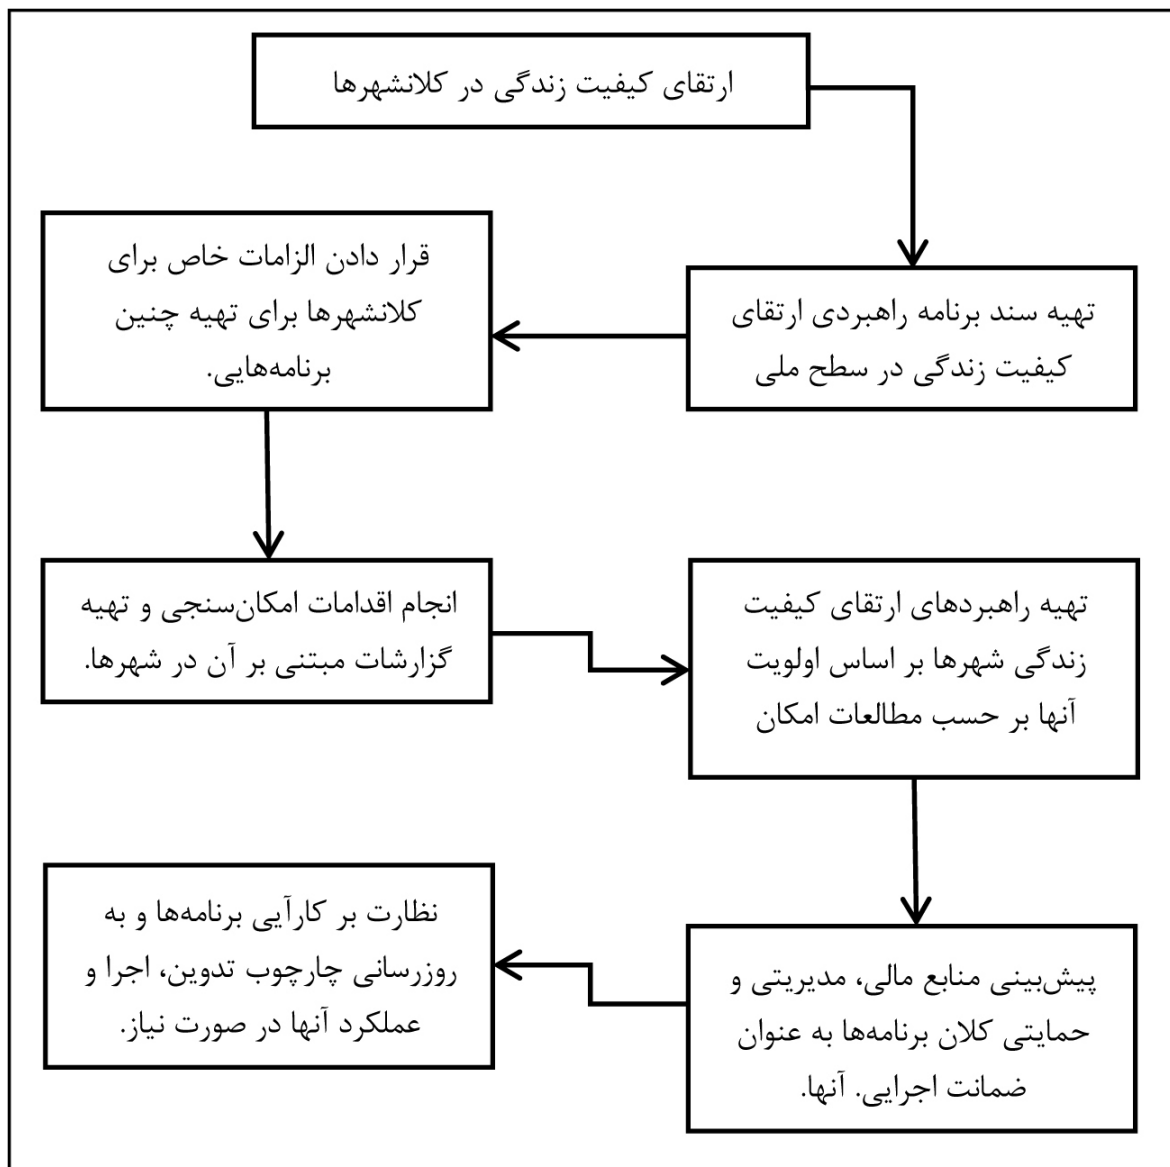 ارتقای کیفیت زندگی در کلانشهرها
تهیه سند برنامه راهبردی ارتقای
کیفیت زندگی در سطح ملی
قرار دادن الزامات خاص برای
کلانشهرها برای تهیه چنین
برنامه‌هایی.
انجام اقدامات امکان‌سنجی و تهیه
گزارشات مبتنی بر آن در شهرها.
تهیه راهبردهای ارتقای کیفیت
زندگی شهرها بر اساس اولویت
آنها بر حسب مطالعات امکان
پیش‌بینی منابع مالی، مدیریتی و
حمایتی کلان برنامه‌ها به عنوان
ضمانت اجرایی. آنها.
نظارت بر کارآیی برنامه‌ها و به
روزرسانی چارچوب تدوین، اجرا و
عملکرد آنها در صورت نیاز.